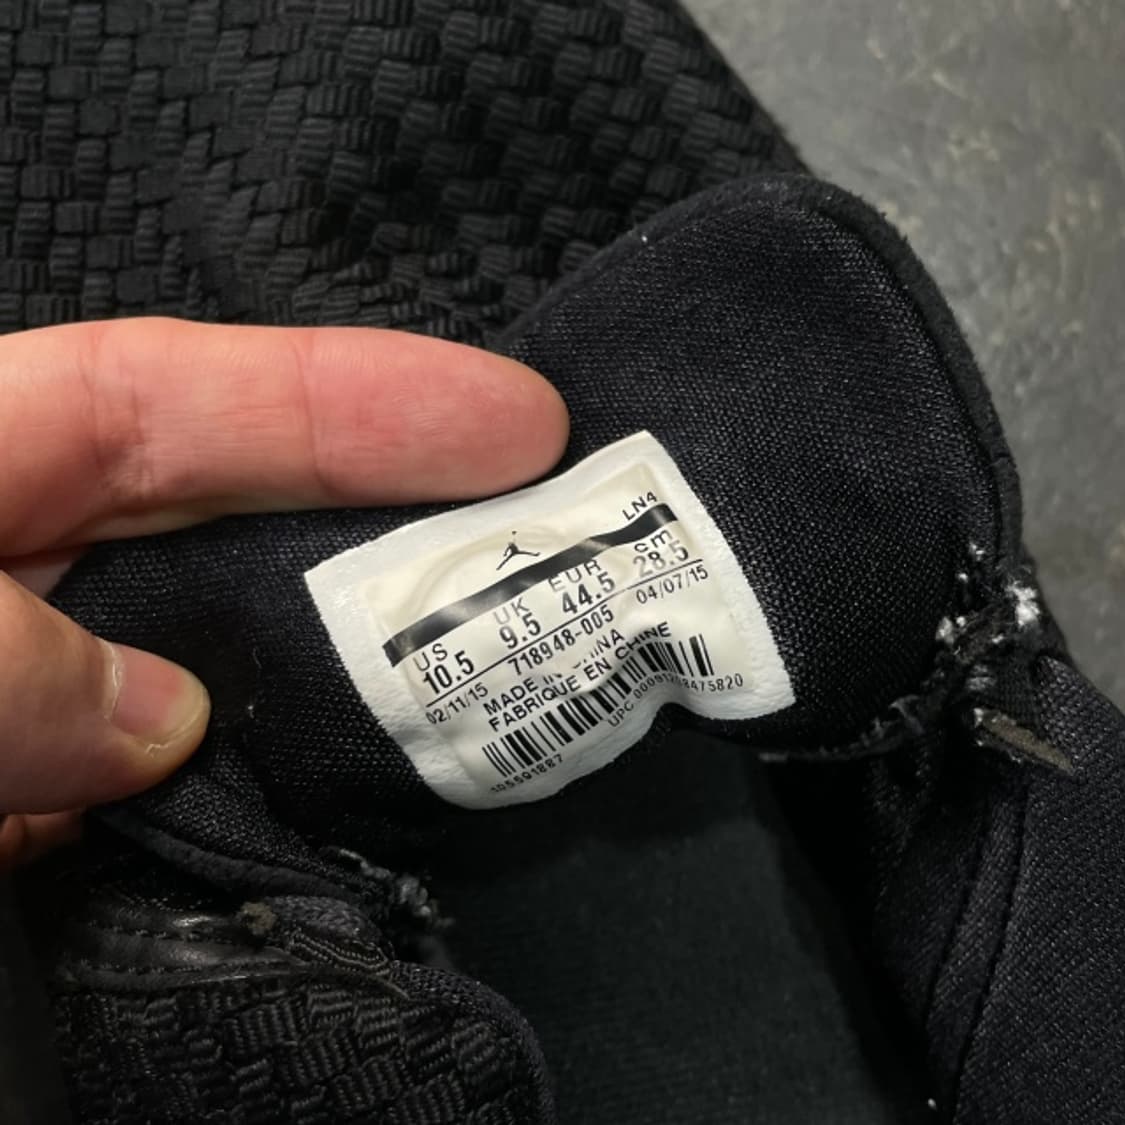 LN4
US UK EUR cm
10.5 9.5 44.5 28.5
02/11/15 718948-005 04/07/15
MADE IN CHINA
FABRIQUE EN CHINE
105591887